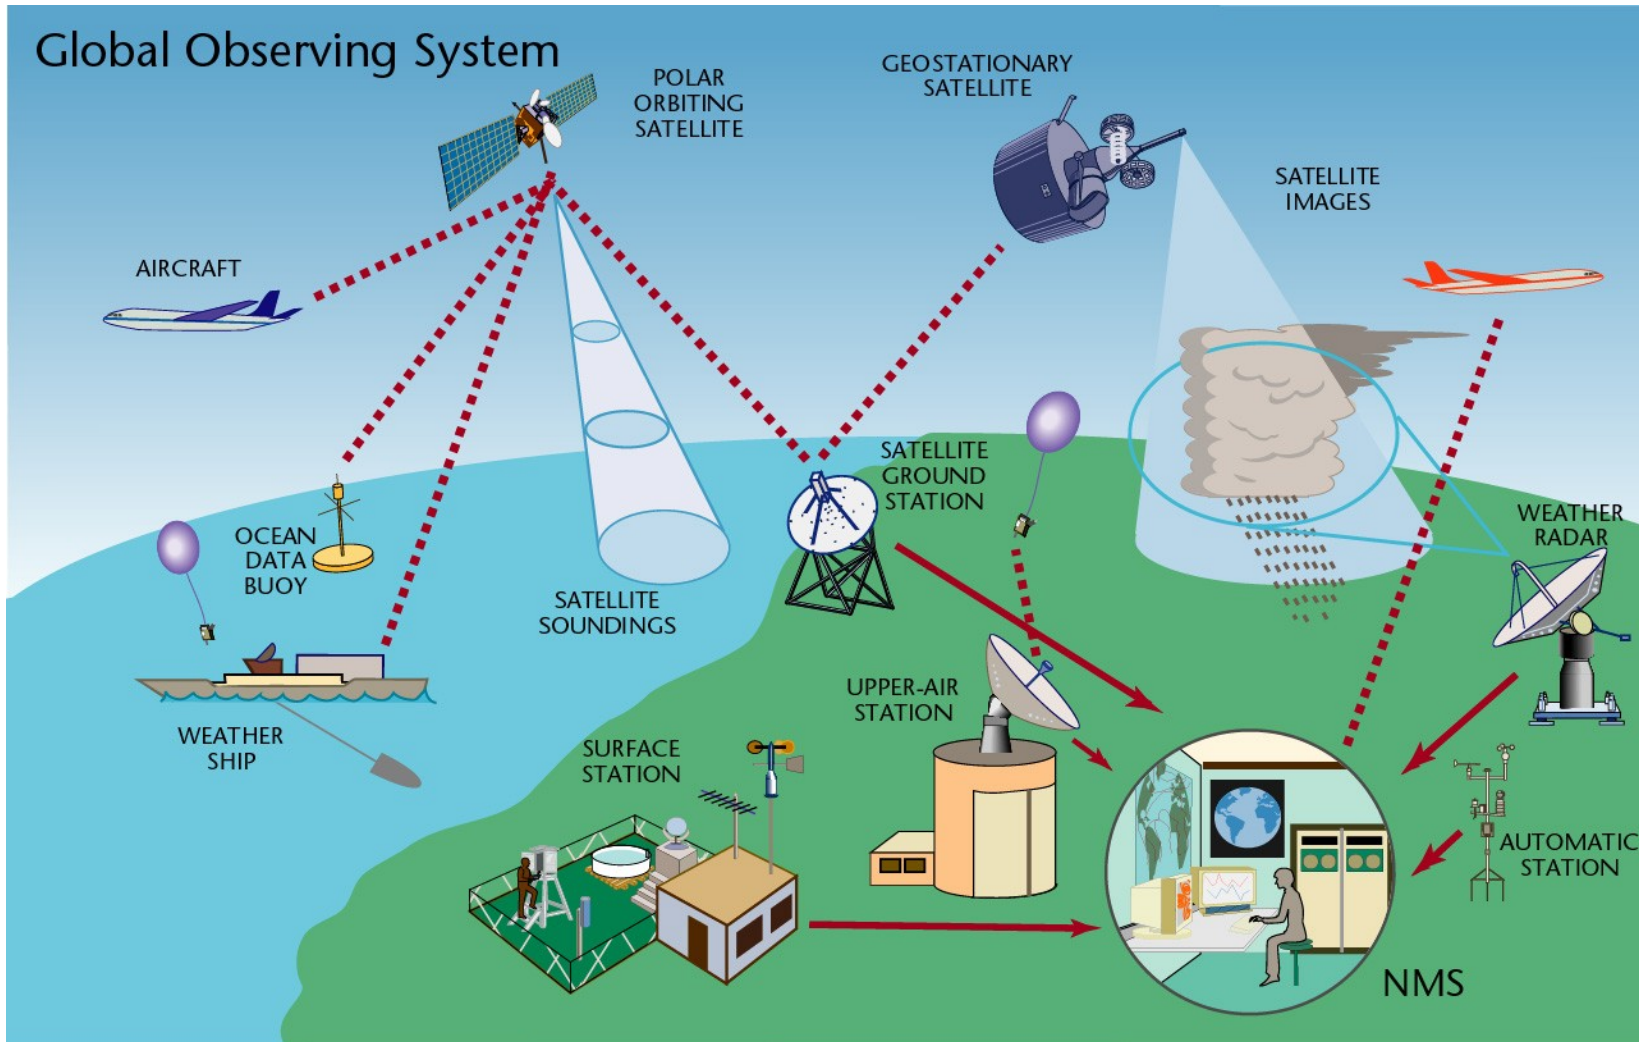 Global Observing System
POLAR
ORBITING
SATELLITE
GEOSTATIONARY
SATELLITE
SATELLITE
IMAGES
AIRCRAFT
SATELLITE
GROUND
STATION
OCEAN
DATA
BUOY
WEATHER
RADAR
SATELLITE
SOUNDINGS
UPPER-AIR
STATION
WEATHER
SHIP
SURFACE
STATION
AUTOMATIC
STATION
NMS